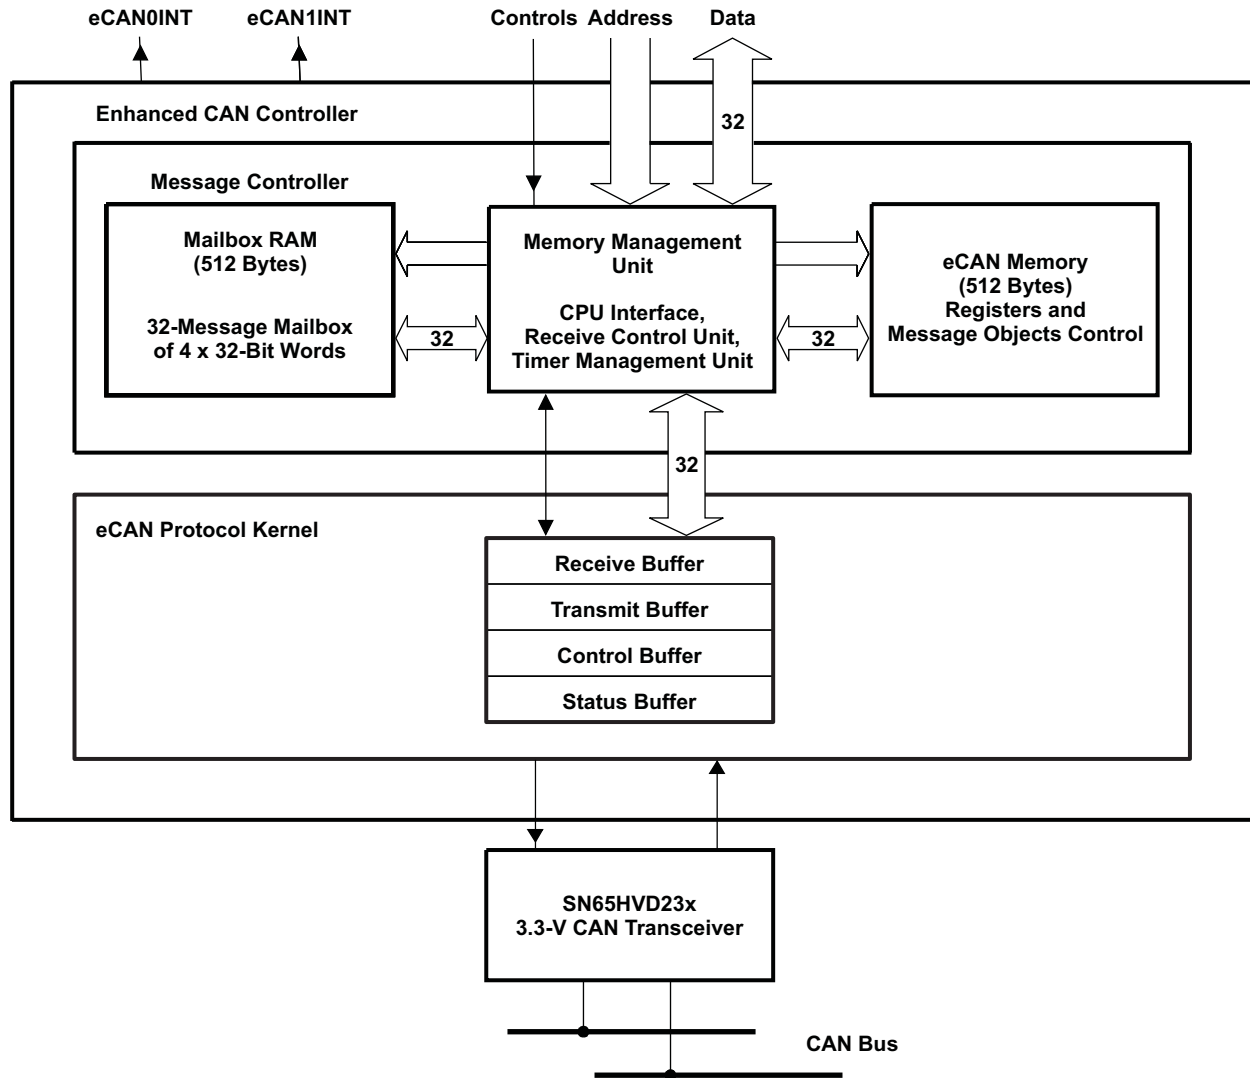 eCAN0INT
eCAN1INT
Controls
Address
Data
32
Enhanced CAN Controller
Message Controller
Mailbox RAM
(512 Bytes)
32-Message Mailbox
of 4 x 32-Bit Words
32
Memory Management
Unit
CPU Interface,
Receive Control Unit,
Timer Management Unit
32
eCAN Memory
(512 Bytes)
Registers and
Message Objects Control
32
eCAN Protocol Kernel
Receive Buffer
Transmit Buffer
Control Buffer
Status Buffer
SN65HVD23x
3.3-V CAN Transceiver
CAN Bus